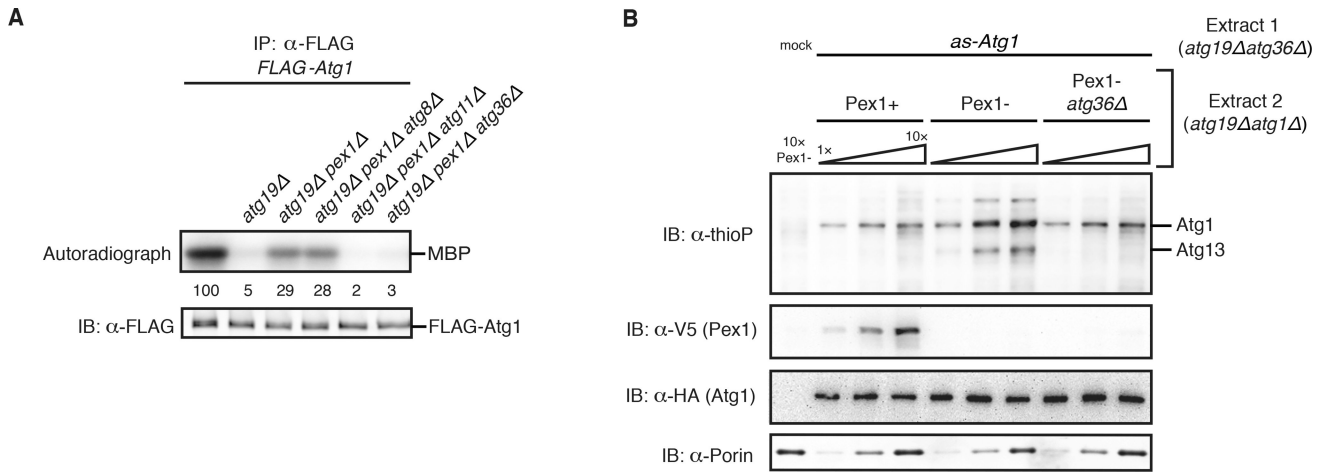 A
IP: α-FLAG
FLAG-Atg1
atg19Δ
atg19Δ pex1Δ
atg19Δ pex1Δ atg8Δ
atg19Δ pex1Δ atg11Δ
atg19Δ pex1Δ atg36Δ
Autoradiograph
MBP
100 5 29 28 2 3
IB: α-FLAG
FLAG-Atg1
B
mock
as-Atg1
Extract 1
(atg19Δatg36Δ)
Pex1+
Pex1-
Pex1-
atg36Δ
Extract 2
(atg19Δatg1Δ)
10×
Pex1-
1×
10×
IB: α-thioP
Atg1
Atg13
IB: α-V5 (Pex1)
IB: α-HA (Atg1)
IB: α-Porin